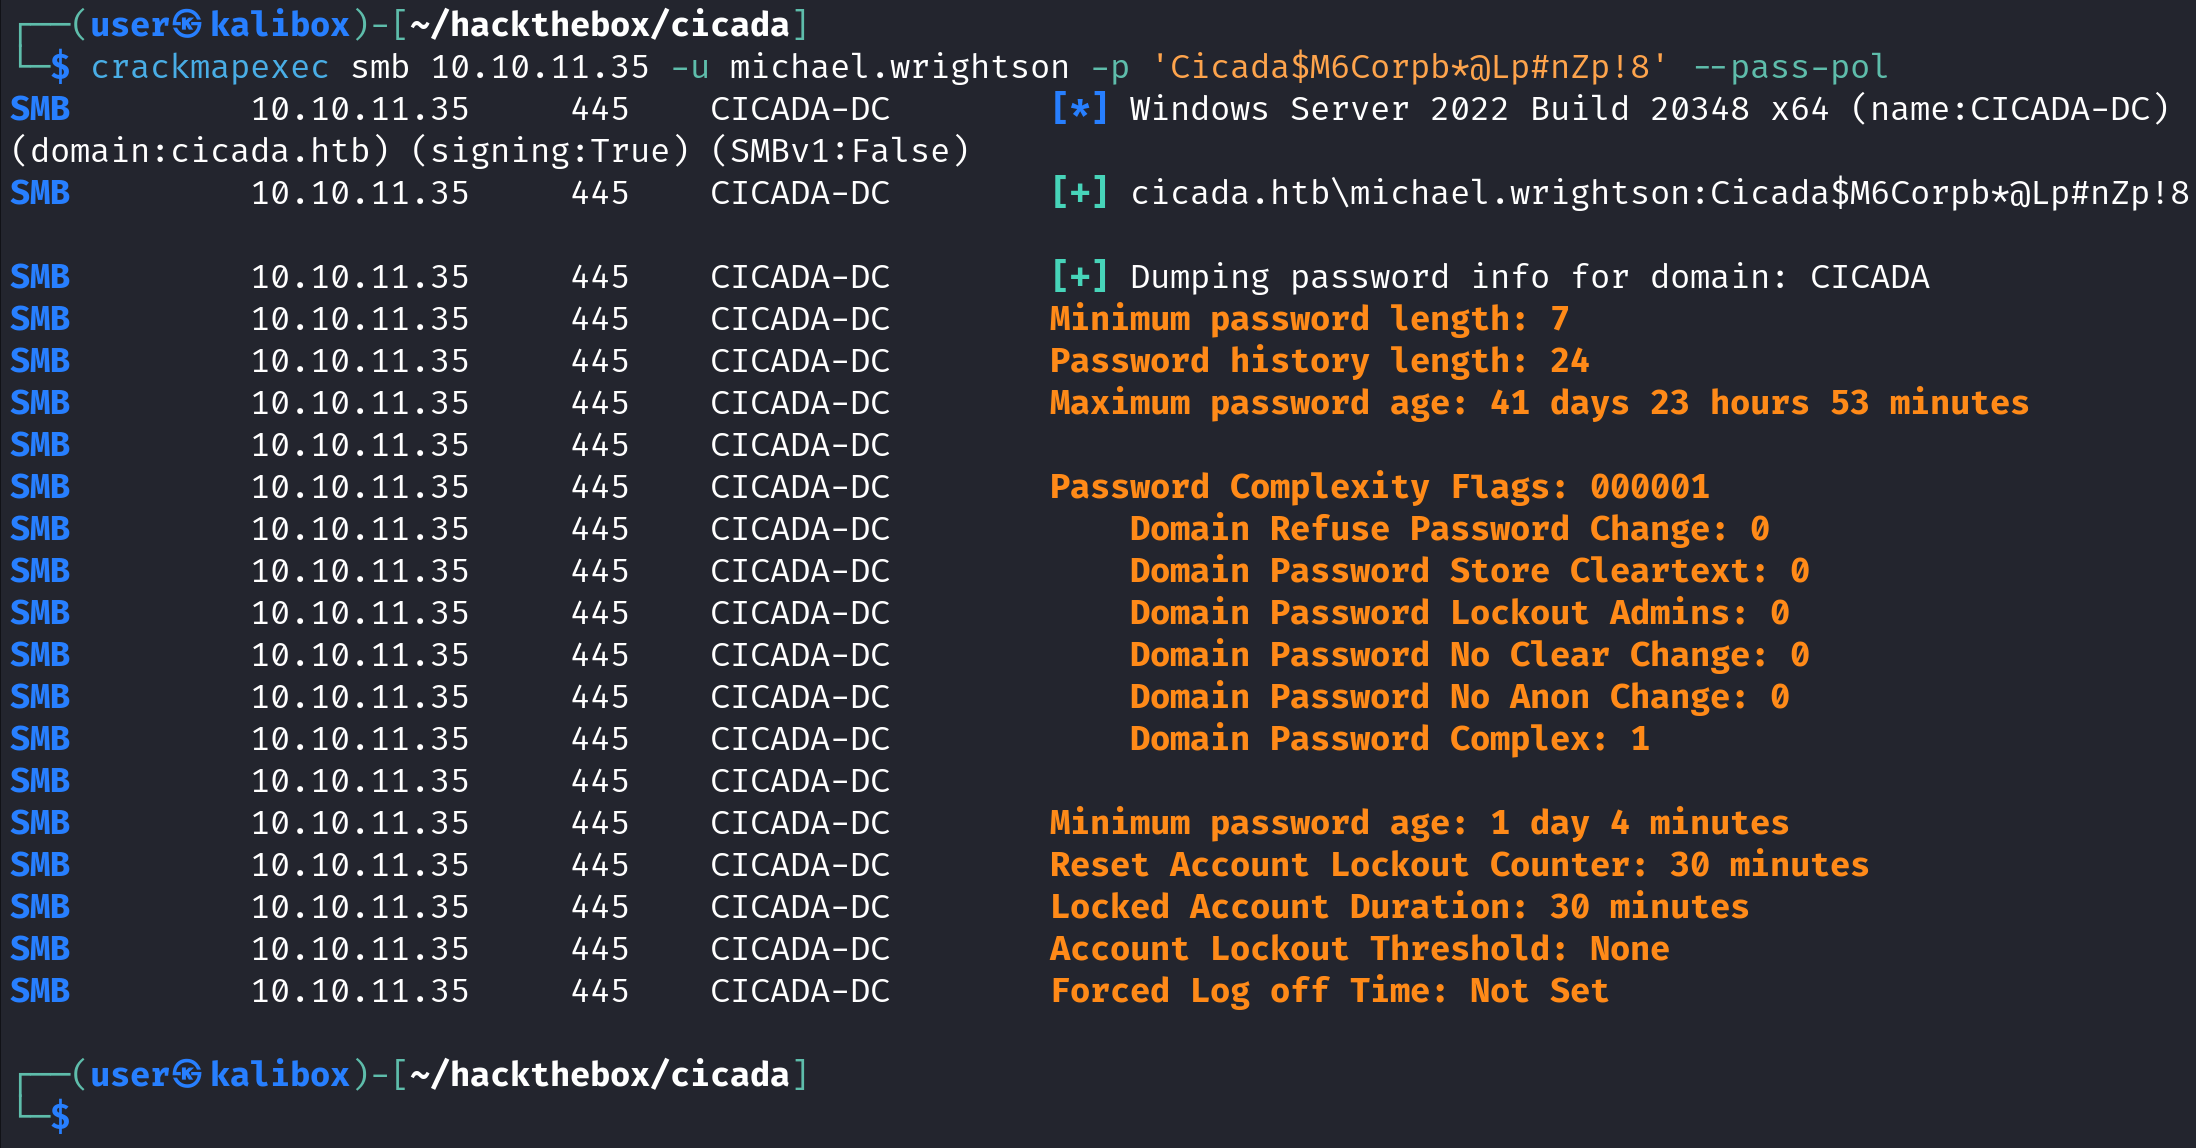 ┌──(user㉿kalibox)-[~/hackthebox/cicada]
└─$ crackmapexec smb 10.10.11.35 -u michael.wrightson -p 'Cicada$M6Corpb*@Lp#nZp!8' --pass-pol
SMB         10.10.11.35     445    CICADA-DC        [*] Windows Server 2022 Build 20348 x64 (name:CICADA-DC)
(domain:cicada.htb) (signing:True) (SMBv1:False)
SMB         10.10.11.35     445    CICADA-DC        [+] cicada.htb\michael.wrightson:Cicada$M6Corpb*@Lp#nZp!8
SMB         10.10.11.35     445    CICADA-DC        [+] Dumping password info for domain: CICADA
SMB         10.10.11.35     445    CICADA-DC        Minimum password length: 7
SMB         10.10.11.35     445    CICADA-DC        Password history length: 24
SMB         10.10.11.35     445    CICADA-DC        Maximum password age: 41 days 23 hours 53 minutes
SMB         10.10.11.35     445    CICADA-DC
SMB         10.10.11.35     445    CICADA-DC        Password Complexity Flags: 000001
SMB         10.10.11.35     445    CICADA-DC            Domain Refuse Password Change: 0
SMB         10.10.11.35     445    CICADA-DC            Domain Password Store Cleartext: 0
SMB         10.10.11.35     445    CICADA-DC            Domain Password Lockout Admins: 0
SMB         10.10.11.35     445    CICADA-DC            Domain Password No Clear Change: 0
SMB         10.10.11.35     445    CICADA-DC            Domain Password No Anon Change: 0
SMB         10.10.11.35     445    CICADA-DC            Domain Password Complex: 1
SMB         10.10.11.35     445    CICADA-DC
SMB         10.10.11.35     445    CICADA-DC        Minimum password age: 1 day 4 minutes
SMB         10.10.11.35     445    CICADA-DC        Reset Account Lockout Counter: 30 minutes
SMB         10.10.11.35     445    CICADA-DC        Locked Account Duration: 30 minutes
SMB         10.10.11.35     445    CICADA-DC        Account Lockout Threshold: None
SMB         10.10.11.35     445    CICADA-DC        Forced Log off Time: Not Set
┌──(user㉿kalibox)-[~/hackthebox/cicada]
└─$